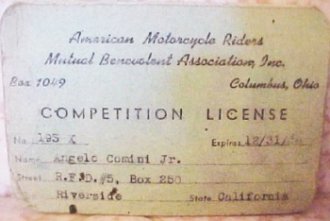 American Motorcycle Riders
Mutual Benevolent Association, Inc.
Box 1049 Columbus, Ohio
COMPETITION LICENSE
No. 195 X Expires 12/31/
Name Angelo Comini Jr.
Street R.F.D.#5, Box 250
Riverside State California